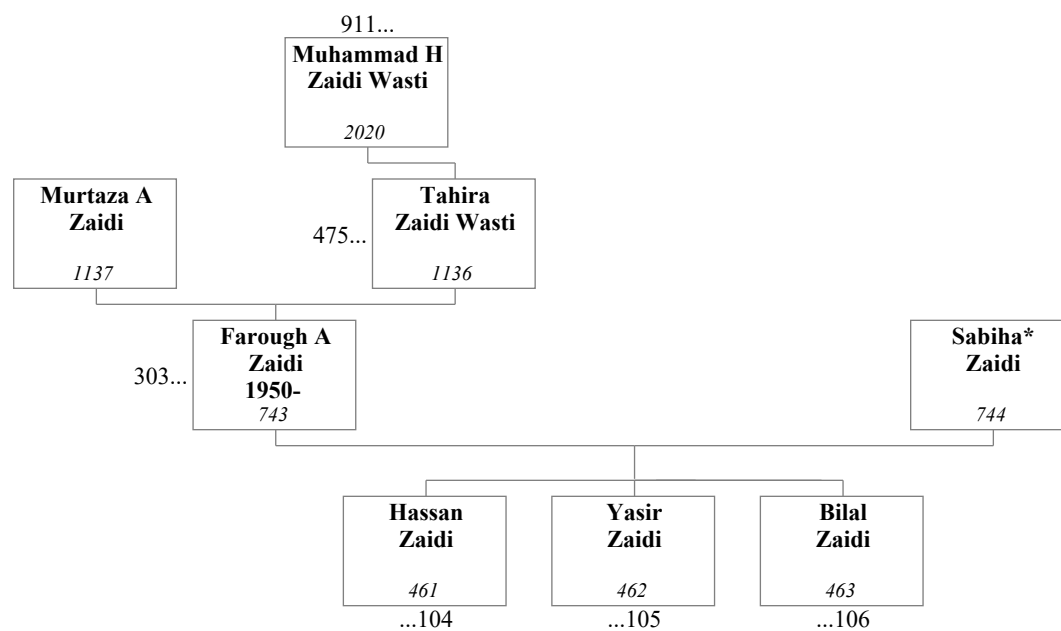 911...
Muhammad H
Zaidi Wasti
2020
Murtaza A
Zaidi
1137
475...
Tahira
Zaidi Wasti
1136
303...
Farough A
Zaidi
1950-
743
Sabiha*
Zaidi
744
Hassan
Zaidi
461
...104
Yasir
Zaidi
462
...105
Bilal
Zaidi
463
...106